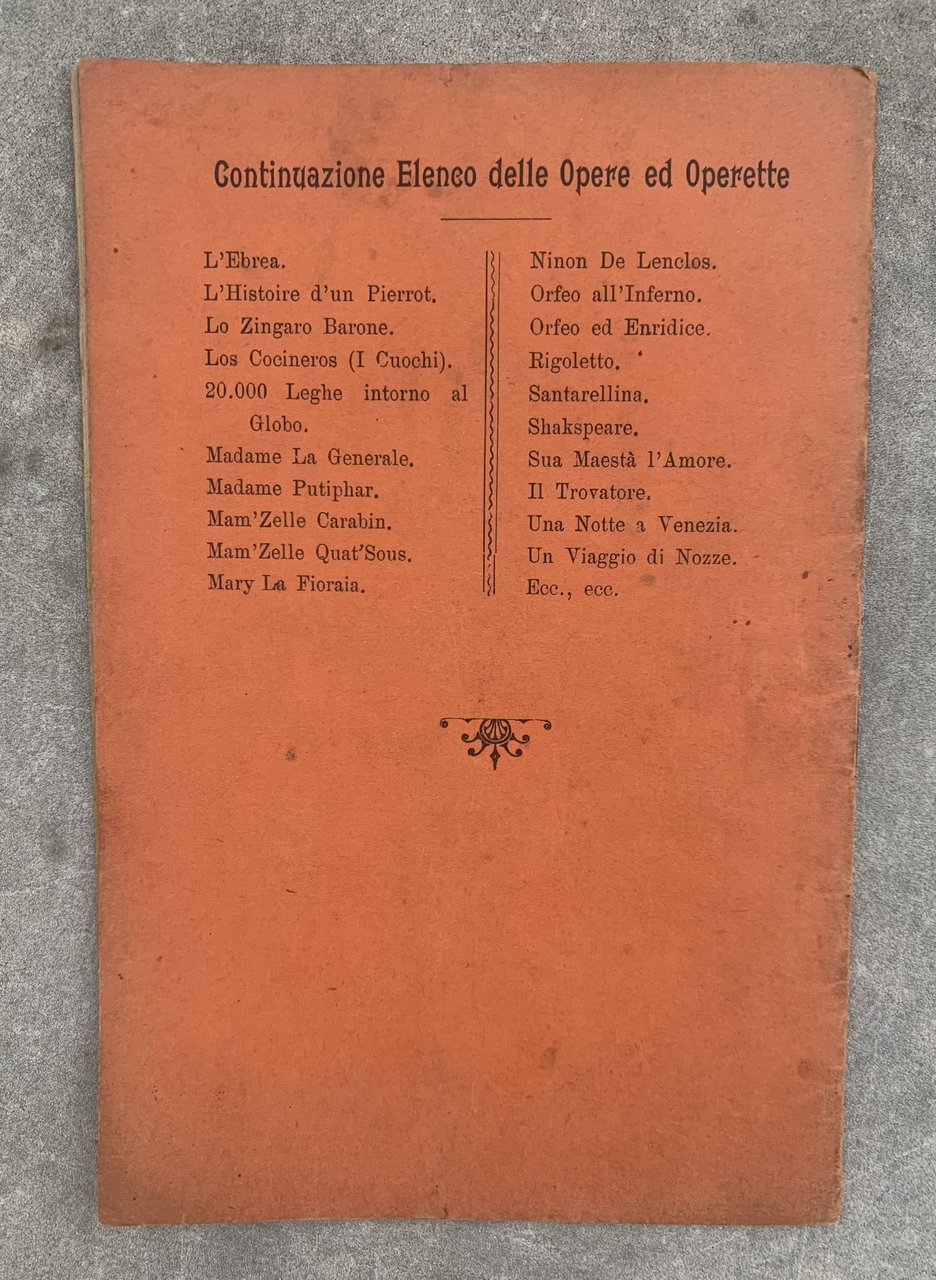 Continuazione Elenco delle Opere ed Operette
L'Ebrea.
L'Histoire d'un Pierrot.
Lo Zingaro Barone.
Los Cocineros (I Cuochi).
20.000 Leghe intorno al
Globo.
Madame La Generale.
Madame Putiphar.
Mam'Zelle Carabin.
Mam'Zelle Quat'Sous.
Mary La Fioraia.
Ninon De Lenclos.
Orfeo all'Inferno.
Orfeo ed Enridice.
Rigoletto.
Santarellina.
Shakspeare.
Sua Maestà l'Amore.
Il Trovatore.
Una Notte a Venezia.
Un Viaggio di Nozze.
Ecc., ecc.